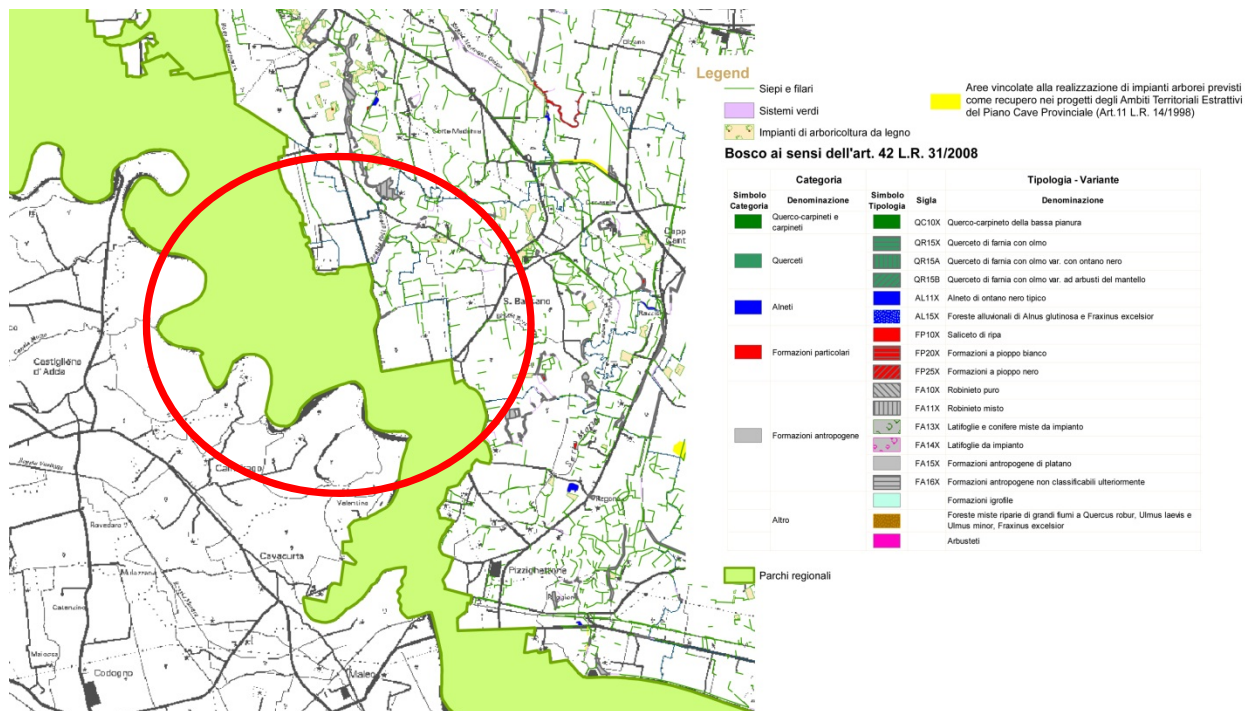 Legend
Siepi e filari
Sistemi verdi
Impianti di arboricoltura da legno
Aree vincolate alla realizzazione di impianti arborei previsti
come recupero nei progetti degli Ambiti Territoriali Estrattivi
del Piano Cave Provinciale (Art.11 L.R. 14/1998)
Bosco ai sensi dell'art. 42 L.R. 31/2008
Categoria
Tipologia - Variante
Simbolo Categoria
Denominazione
Simbolo Tipologia
Sigla
Denominazione
Querco-carpineti e carpineti
QC10X Querco-carpineto della bassa pianura
Querceti
QR15X Querceto di farnia con olmo
QR15A Querceto di farnia con olmo var. con ontano nero
QR15B Querceto di farnia con olmo var. ad arbusti del mantello
Alneti
AL11X Alneto di ontano nero tipico
AL15X Foreste alluvionali di Alnus glutinosa e Fraxinus excelsior
Formazioni particolari
FP10X Saliceto di ripa
FP20X Formazioni a pioppo bianco
FP25X Formazioni a pioppo nero
Formazioni antropogene
FA10X Robinieto puro
FA11X Robinieto misto
FA13X Latifoglie e conifere miste da impianto
FA14X Latifoglie da impianto
FA15X Formazioni antropogene di platano
FA16X Formazioni antropogene non classificabili ulteriormente
Altro
Formazioni igrofile
Foreste miste riparie di grandi fiumi a Quercus robur, Ulmus laevis e
Ulmus minor, Fraxinus excelsior
Arbusteti
Parchi regionali
Castiglione
d'Adda
Cavacurta
Codogno
Maleo
Pizzighettone